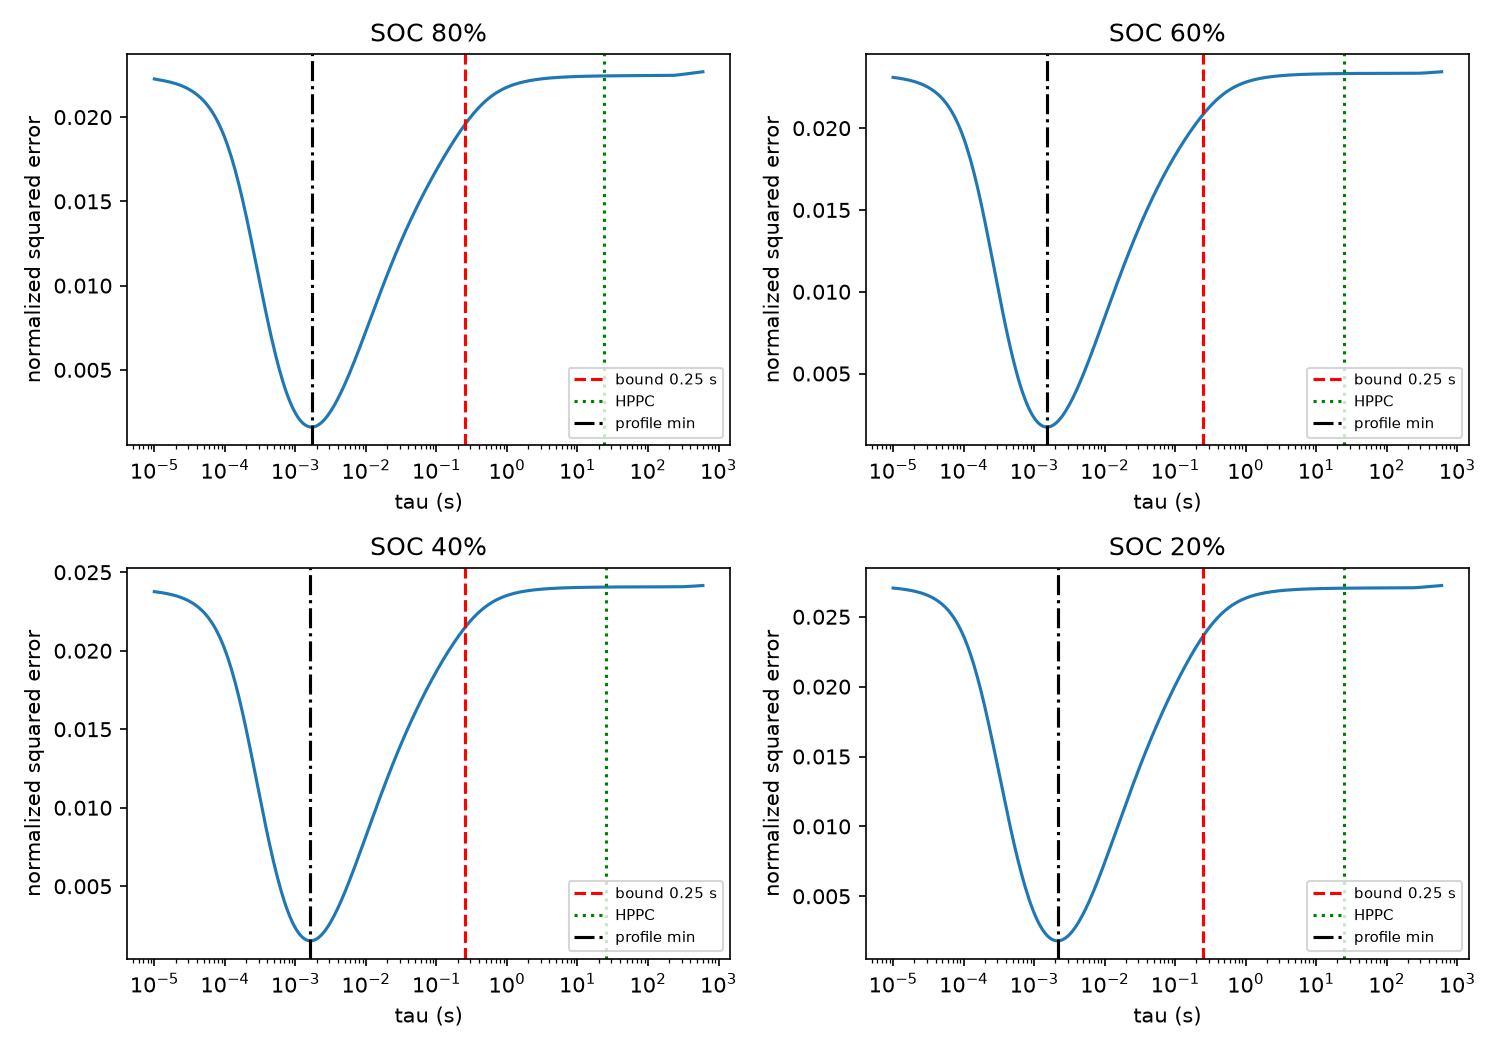 SOC 80%
normalized squared error
0.020
0.015
0.010
0.005
bound 0.25 s
HPPC
profile min
10⁻⁵ 10⁻⁴ 10⁻³ 10⁻² 10⁻¹ 10⁰ 10¹ 10² 10³
tau (s)
SOC 60%
normalized squared error
0.020
0.015
0.010
0.005
bound 0.25 s
HPPC
profile min
10⁻⁵ 10⁻⁴ 10⁻³ 10⁻² 10⁻¹ 10⁰ 10¹ 10² 10³
tau (s)
SOC 40%
normalized squared error
0.025
0.020
0.015
0.010
0.005
bound 0.25 s
HPPC
profile min
10⁻⁵ 10⁻⁴ 10⁻³ 10⁻² 10⁻¹ 10⁰ 10¹ 10² 10³
tau (s)
SOC 20%
normalized squared error
0.025
0.020
0.015
0.010
0.005
bound 0.25 s
HPPC
profile min
10⁻⁵ 10⁻⁴ 10⁻³ 10⁻² 10⁻¹ 10⁰ 10¹ 10² 10³
tau (s)